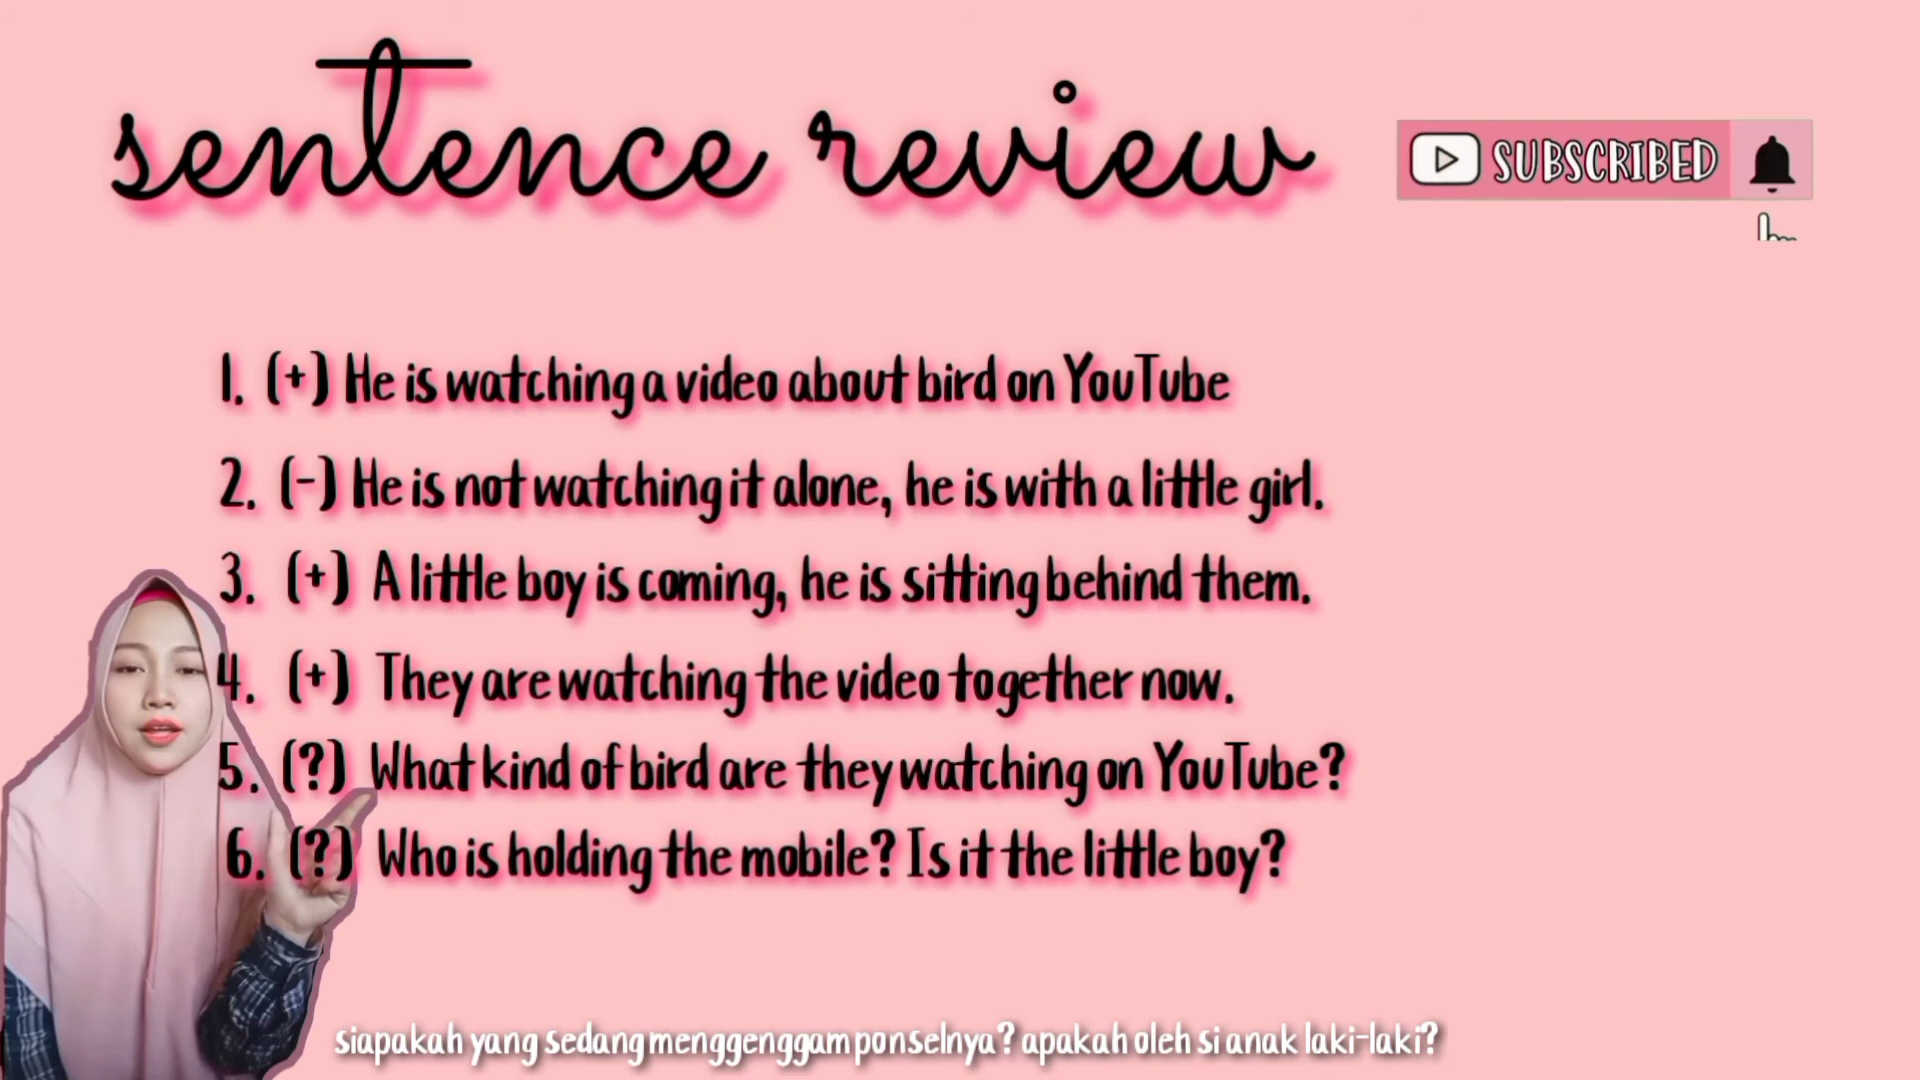 sentence review
SUBSCRIBED
1. (+) He is watching a video about bird on YouTube
2. (-) He is not watching it alone, he is with a little girl.
3. (+) A little boy is coming, he is sitting behind them.
4. (+) They are watching the video together now.
5. (?) What kind of bird are they watching on YouTube?
6. (?) Who is holding the mobile? Is it the little boy?
siapakah yang sedang menggenggam ponselnya? apakah oleh si anak laki-laki?